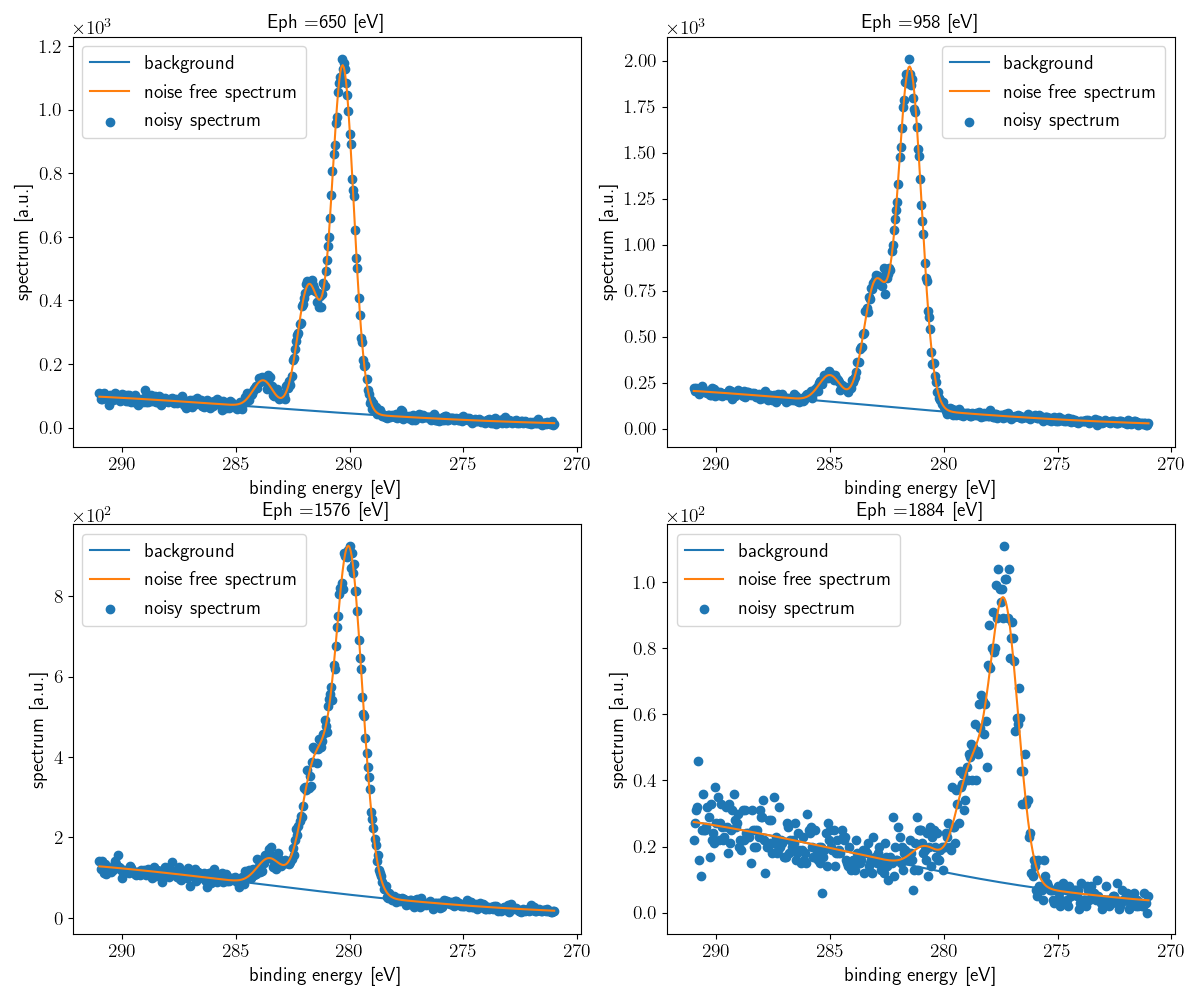 Eph =650 [eV]
×10³
1.2
1.0
0.8
0.6
0.4
0.2
0.0
spectrum [a.u.]
background
noise free spectrum
noisy spectrum
290 285 280 275 270
binding energy [eV]
Eph =958 [eV]
×10³
2.00
1.75
1.50
1.25
1.00
0.75
0.50
0.25
0.00
spectrum [a.u.]
background
noise free spectrum
noisy spectrum
290 285 280 275 270
binding energy [eV]
Eph =1576 [eV]
×10²
8
6
4
2
0
spectrum [a.u.]
background
noise free spectrum
noisy spectrum
290 285 280 275 270
binding energy [eV]
Eph =1884 [eV]
×10²
1.0
0.8
0.6
0.4
0.2
0.0
spectrum [a.u.]
background
noise free spectrum
noisy spectrum
290 285 280 275 270
binding energy [eV]